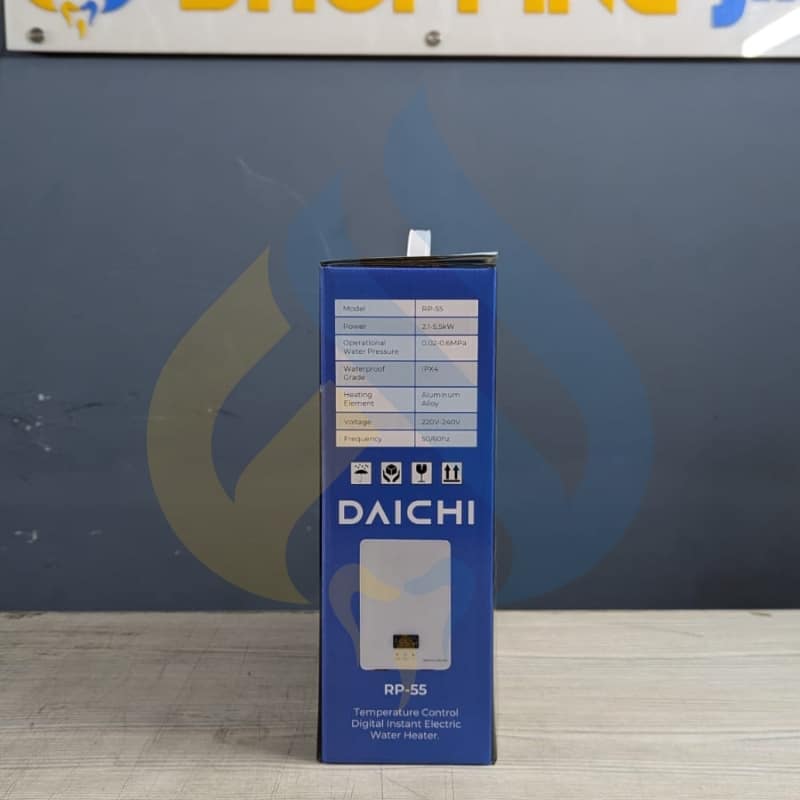 SHOPPING
Model RP-55
Power 2.1-5.5kW
Operational
Water Pressure 0.02-0.6MPa
Waterproof
Grade IPX4
Heating
Element Aluminum
Alloy
Voltage 220V-240V
Frequency 50/60hz
DAICHI
RP-55
Temperature Control
Digital Instant Electric
Water Heater.